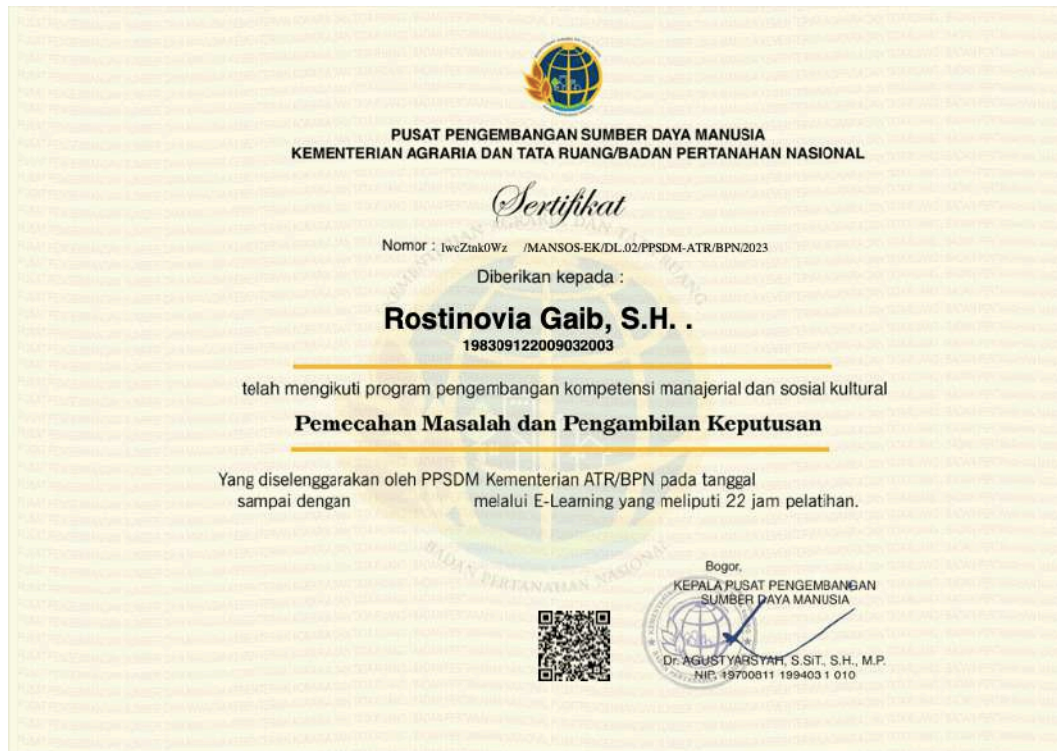 PUSAT PENGEMBANGAN SUMBER DAYA MANUSIA
KEMENTERIAN AGRARIA DAN TATA RUANG/BADAN PERTANAHAN NASIONAL
Sertifikat
Nomor : /MANSOS-EK/DL.02/PPSDM-ATR/BPN/2023
Diberikan kepada :
Rostinovia Gaib, S.H. .
198309122009032003
telah mengikuti program pengembangan kompetensi manajerial dan sosial kultural
Pemecahan Masalah dan Pengambilan Keputusan
Yang diselenggarakan oleh PPSDM Kementerian ATR/BPN pada tanggal
sampai dengan melalui E-Learning yang meliputi 22 jam pelatihan.
BADAN PERTANAHAN NASIONAL
Bogor,
KEPALA PUSAT PENGEMBANGAN
SUMBER DAYA MANUSIA
Dr. AGUSTYARSYAH, S.SiT., S.H., M.P.
NIP. 19700811 199403 1 010